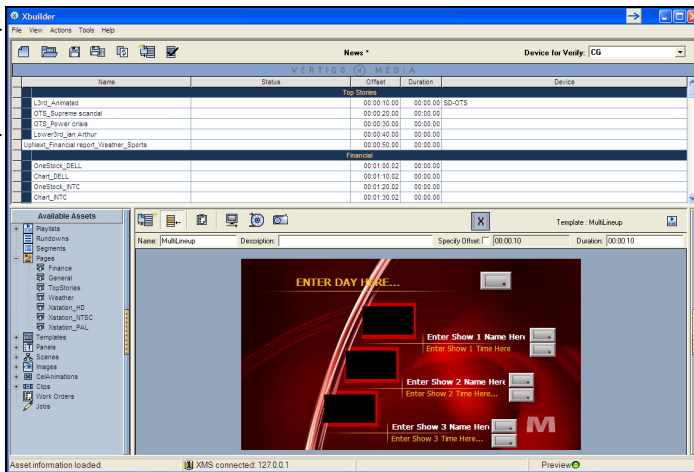 Xbuilder
File View Actions Tools Help
News * Device for Verify: CG
VERTIGO X MEDIA
Name Status Offset Duration Device
Top Stories
L3rd_Animated 00:00:10.00 00:00.00 SD-OTS
OTS_Supreme scandal 00:00:20.00 00:00.00
OTS_Power crisis 00:00:30.00 00:00.00
Lower3rd_Ian Arthur 00:00:40.00 00:00.00
UpNext_Financial report_Weather_Sports 00:00:50.00 00:00.00
Financial
OneStock_DELL 00:01:00.02 00:00.00
Chart_DELL 00:01:10.02 00:00.00
OneStock_INTC 00:01:20.02 00:00.00
Chart_INTC 00:01:30.02 00:00.00
Available Assets
Playlists
Rundowns
Segments
Pages
Finance
General
TopStories
Weather
Xstation_HD
Xstation_NTSC
Xstation_PAL
Templates
Panels
Scenes
Images
CelAnimations
Clips
Work Orders
Jobs
X Template : MultiLineup
Name: MultiLineup Description: Specify Offset: 00:00.10 Duration: 00:00.10
ENTER DAY HERE...
Enter Show 1 Name Here
Enter Show 1 Time Here
Enter Show 2 Name Here
Enter Show 2 Time Here...
Enter Show 3 Name Here
Enter Show 3 Time Here...
M
Asset information loaded. XMS connected: 127.0.0.1 Preview